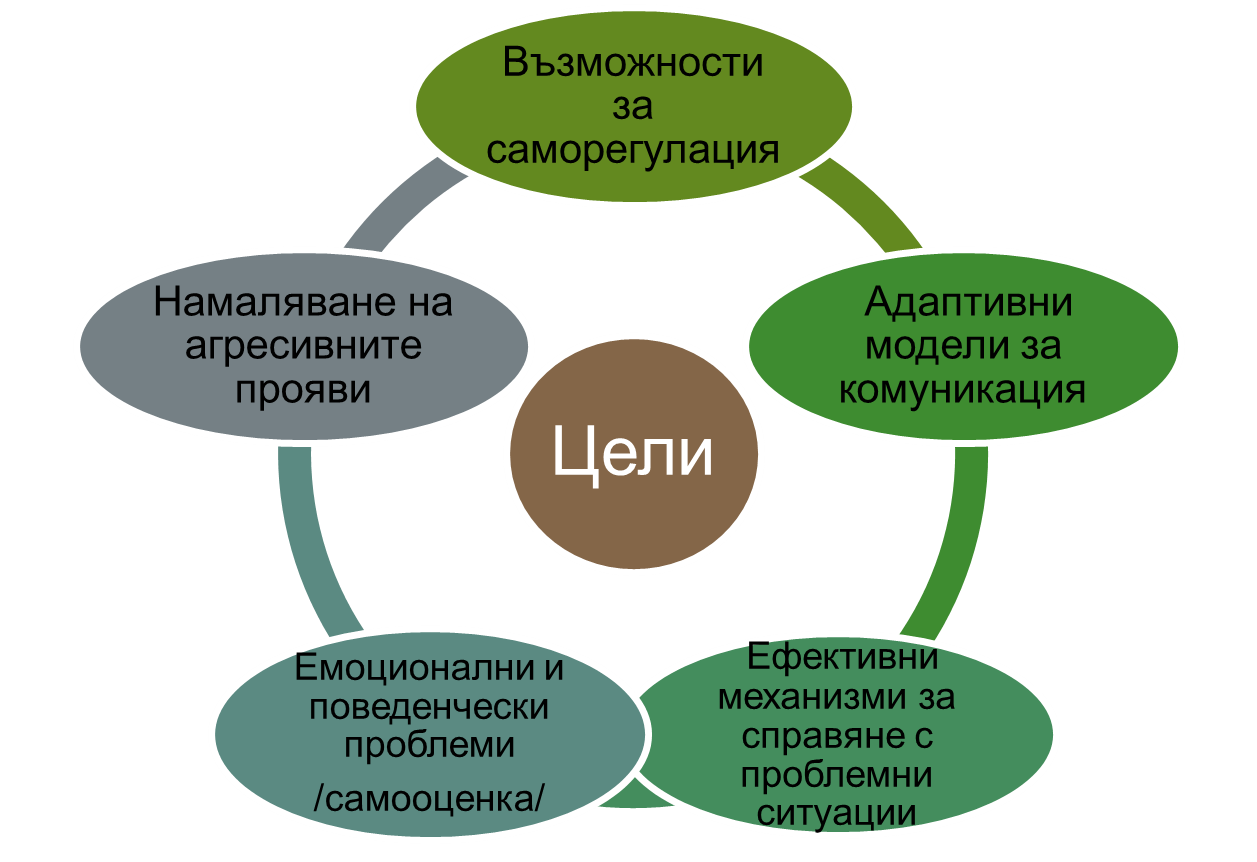 Възможности
за
саморегулация
Адаптивни
модели за
комуникация
Ефективни
механизми за
справяне с
проблемни
ситуации
Емоционални и
поведенчески
проблеми
/самооценка/
Намаляване на
агресивните
прояви
Цели